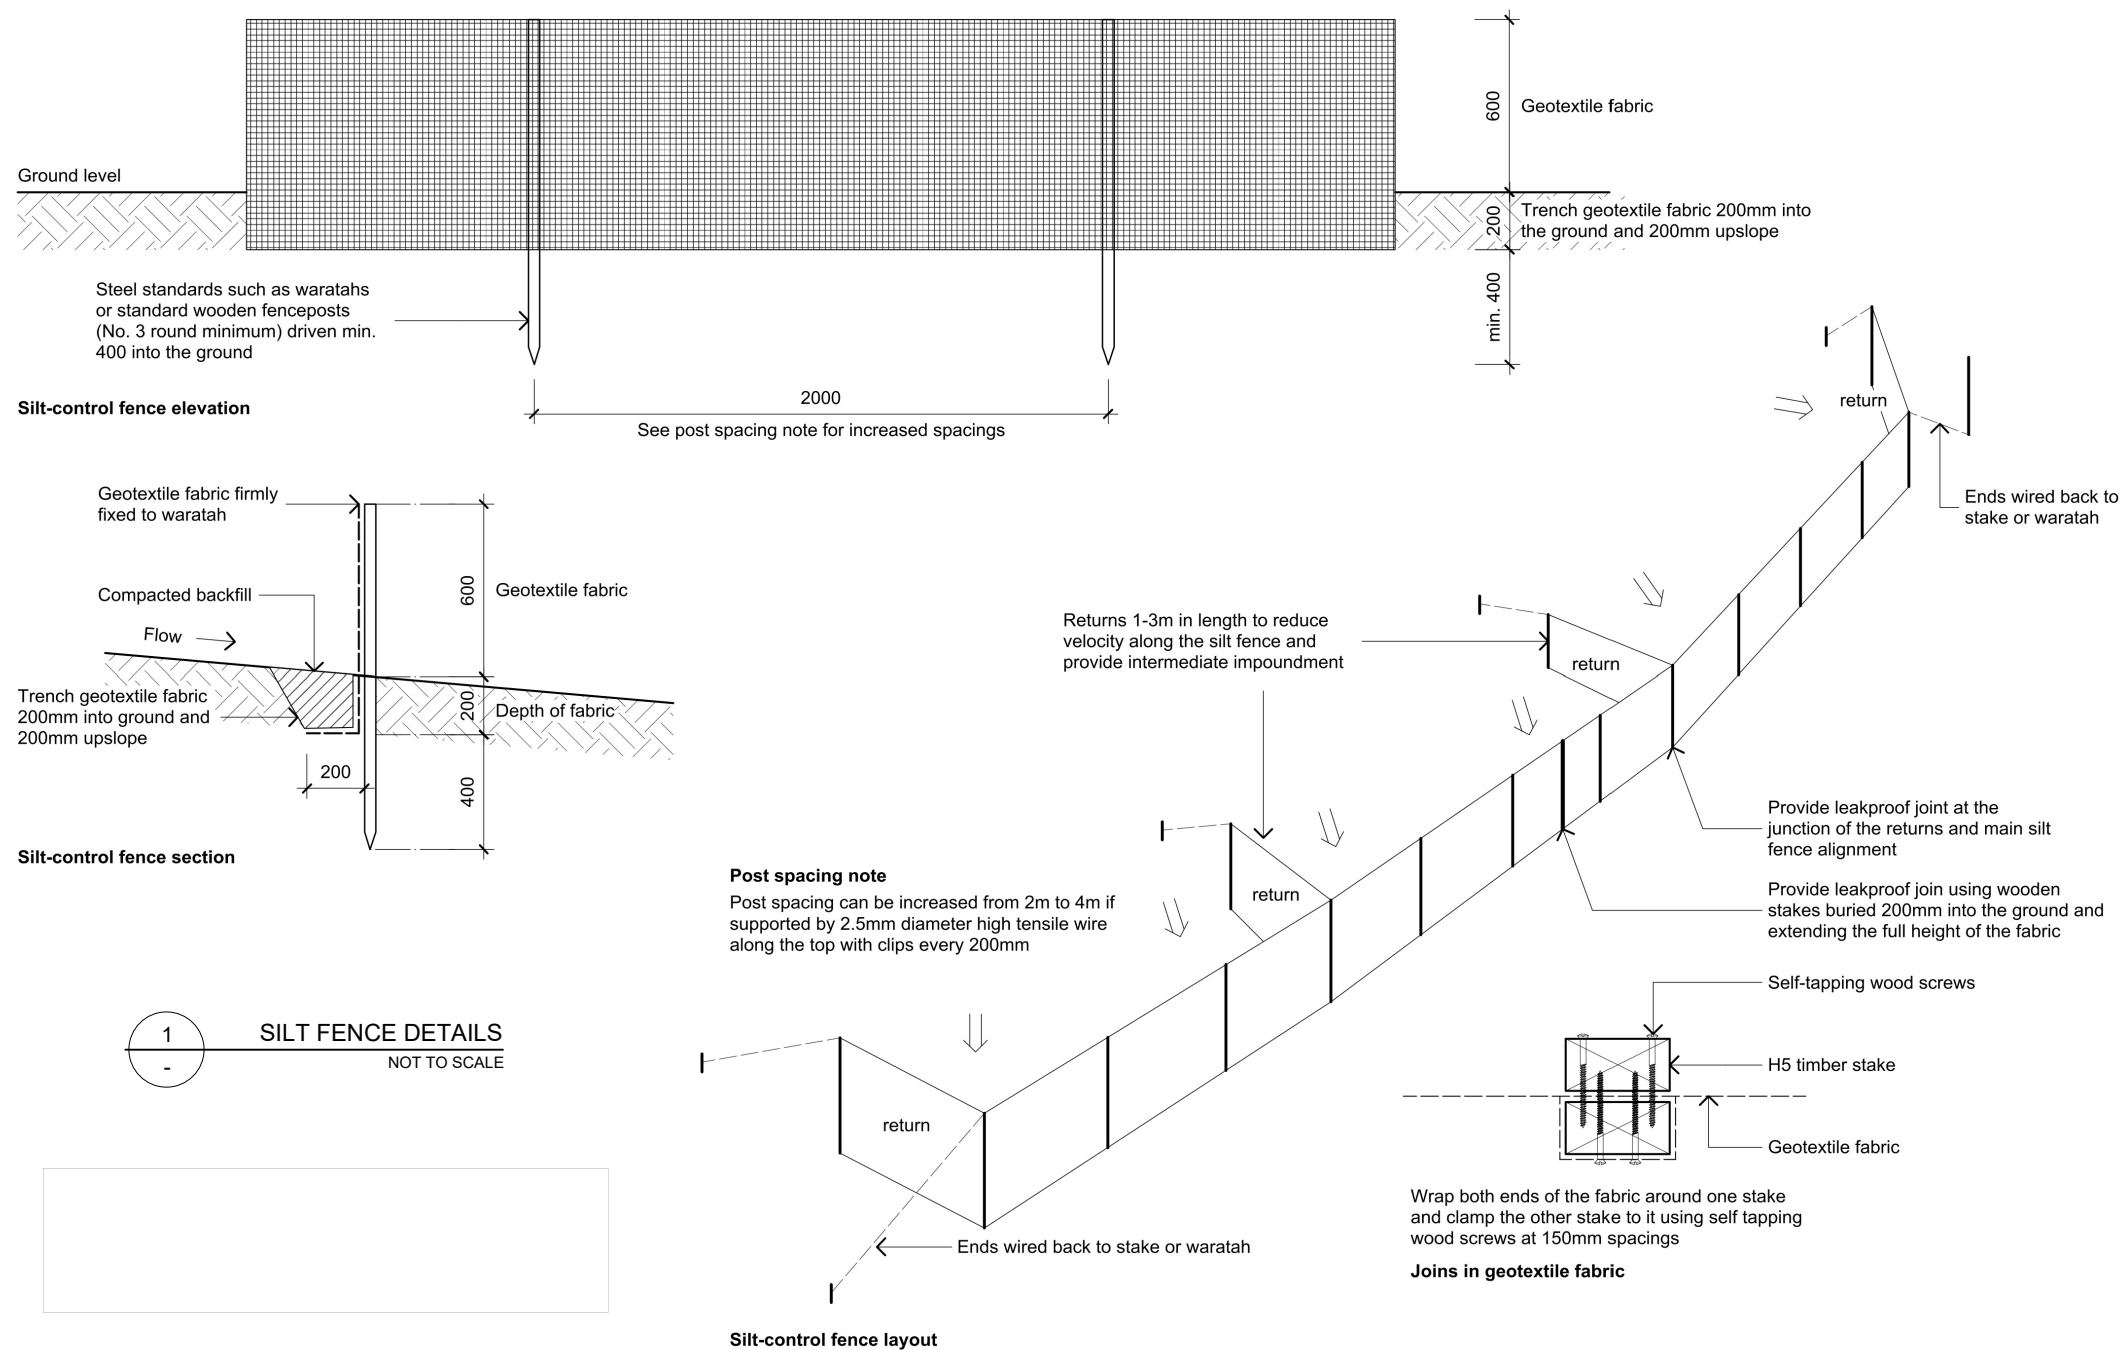 600
Geotextile fabric
Ground level
200
Trench geotextile fabric 200mm into
the ground and 200mm upslope
min. 400
Steel standards such as waratahs
or standard wooden fenceposts
(No. 3 round minimum) driven min.
400 into the ground
2000
See post spacing note for increased spacings
Silt-control fence elevation
Geotextile fabric firmly
fixed to waratah
Compacted backfill
Flow
Trench geotextile fabric
200mm into ground and
200mm upslope
200
600
Geotextile fabric
200
Depth of fabric
400
Silt-control fence section
return
Ends wired back to
stake or waratah
Returns 1-3m in length to reduce
velocity along the silt fence and
provide intermediate impoundment
return
Provide leakproof joint at the
junction of the returns and main silt
fence alignment
Provide leakproof join using wooden
stakes buried 200mm into the ground and
extending the full height of the fabric
return
Post spacing note
Post spacing can be increased from 2m to 4m if
supported by 2.5mm diameter high tensile wire
along the top with clips every 200mm
1
-
SILT FENCE DETAILS
NOT TO SCALE
return
Ends wired back to stake or waratah
Silt-control fence layout
Self-tapping wood screws
H5 timber stake
Geotextile fabric
Wrap both ends of the fabric around one stake
and clamp the other stake to it using self tapping
wood screws at 150mm spacings
Joins in geotextile fabric